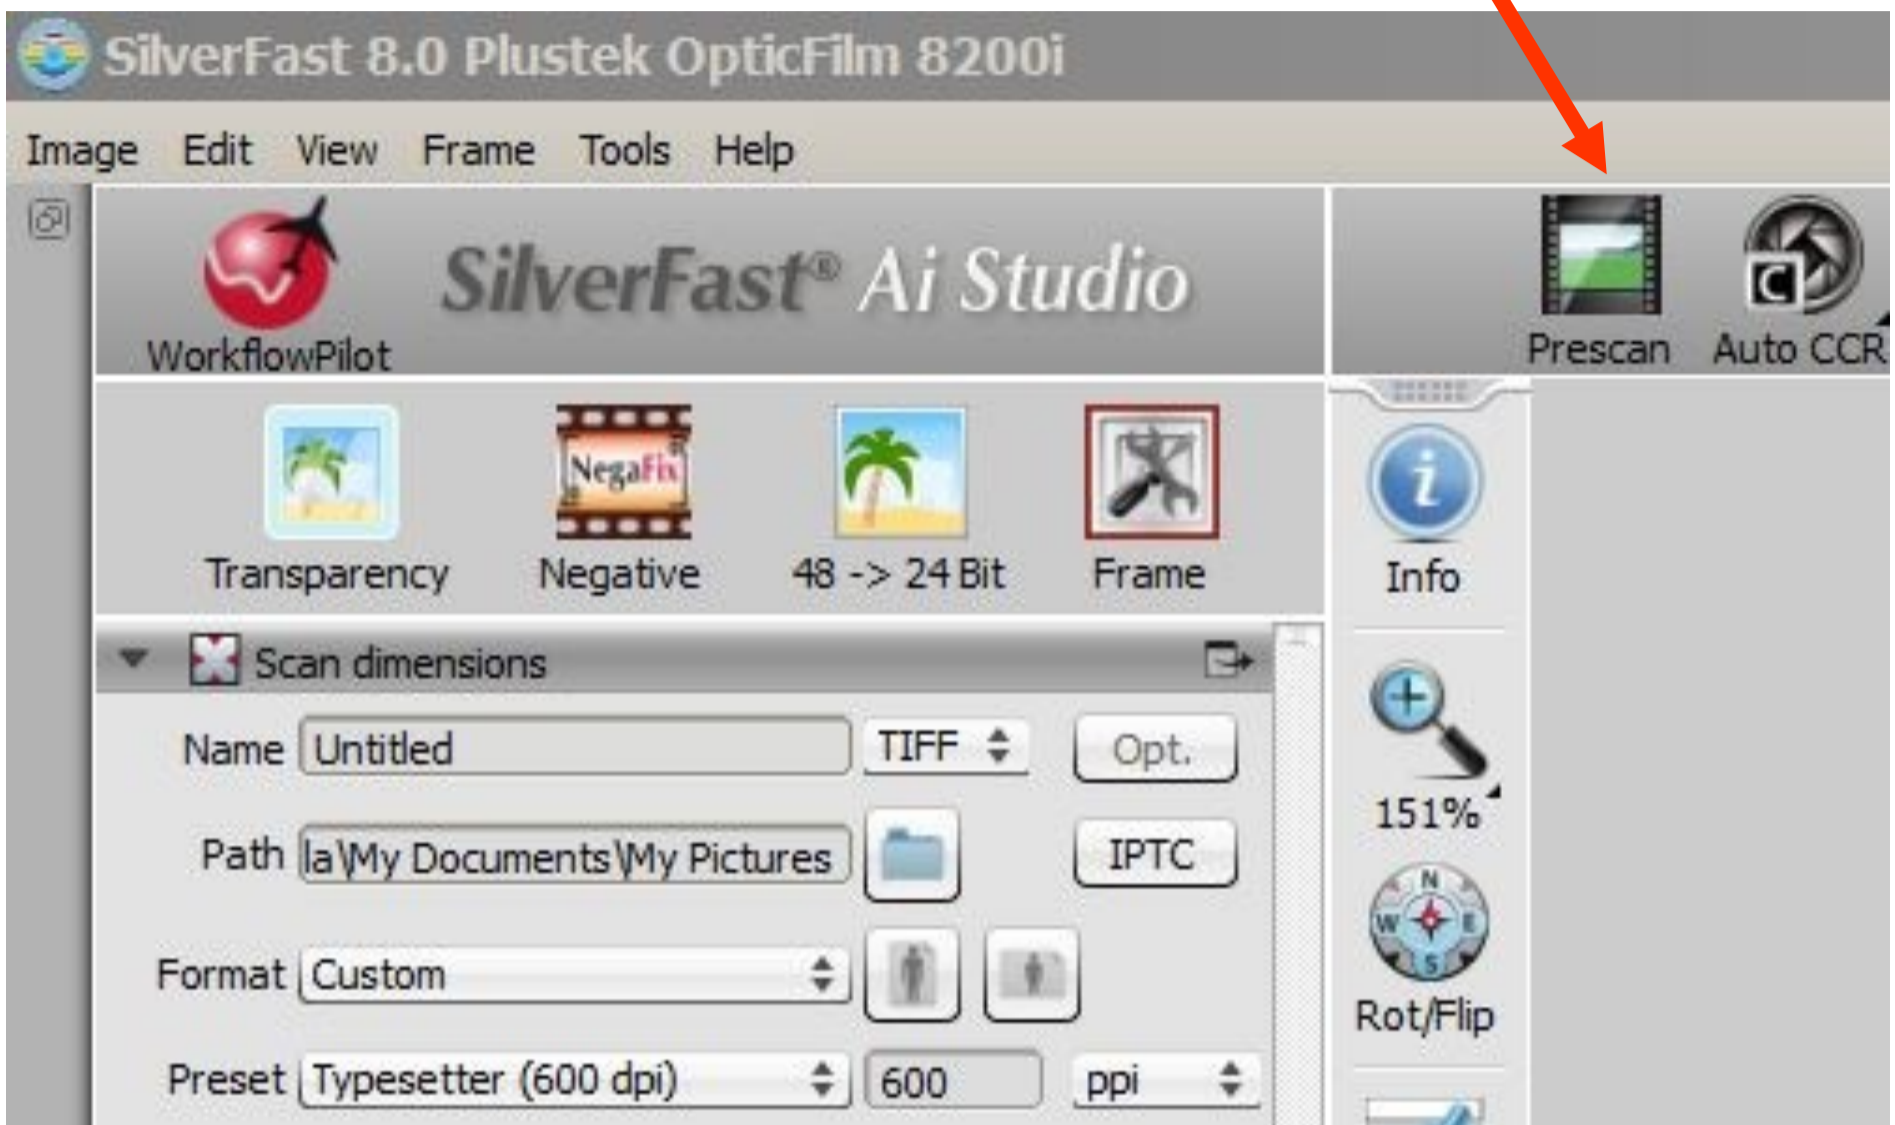 SilverFast 8.0 Plustek OpticFilm 8200i
Image Edit View Frame Tools Help
WorkflowPilot
SilverFast® Ai Studio
Prescan
C
Auto CCR
Transparency
NegaFix
Negative
48 -> 24 Bit
Frame
Scan dimensions
Name Untitled TIFF Opt.
Path la\My Documents\My Pictures IPTC
Format Custom
Preset Typesetter (600 dpi) 600 ppi
i
Info
151%
N
W E
S
Rot/Flip